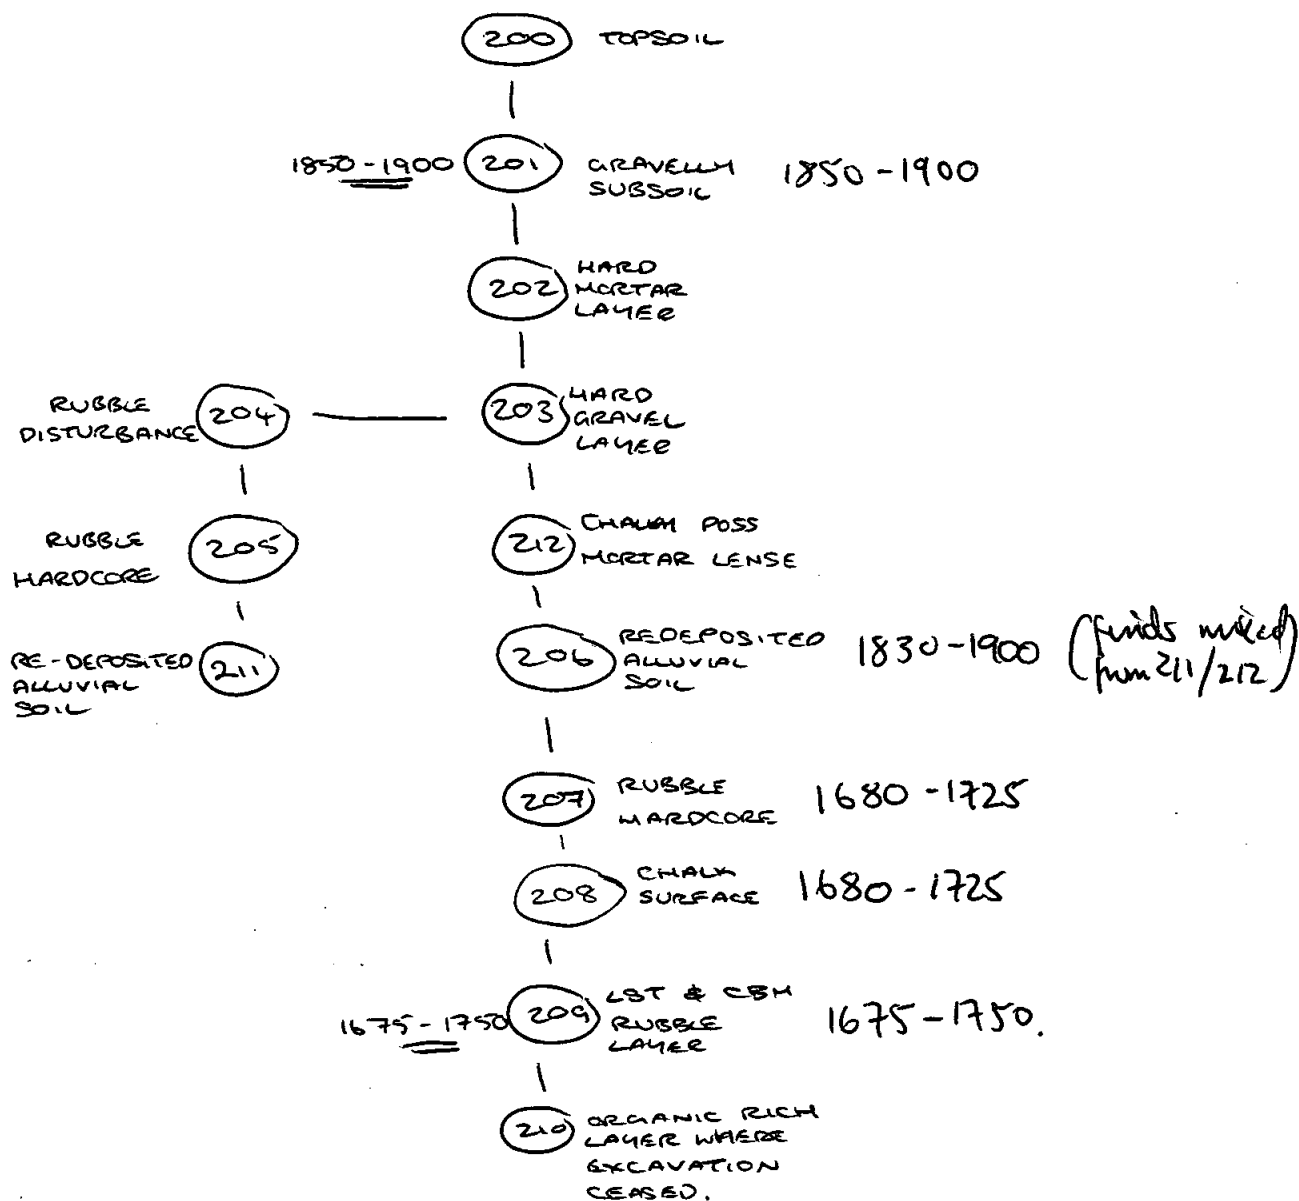 200 TOPSOIL
1850-1900 201 GRAVELLY 1850-1900
SUBSOIL
202 HARD
MORTAR
LAYER
RUBBLE
DISTURBANCE 204
203 HARD
GRAVEL
LAYER
RUBBLE
HARDCORE 205
212 CHALKY POSS
MORTAR LENSE
RE-DEPOSITED
ALLUVIAL
SOIL 211
206 REDEPOSITED
ALLUVIAL
SOIL 1830-1900 (finds mixed
from 211/212)
207 RUBBLE
HARDCORE 1680-1725
208 CHALK
SURFACE 1680-1725
1675-1750 209 LST & CBM
RUBBLE
LAYER 1675-1750.
210 ORGANIC RICH
LAYER WHERE
EXCAVATION
CEASED.